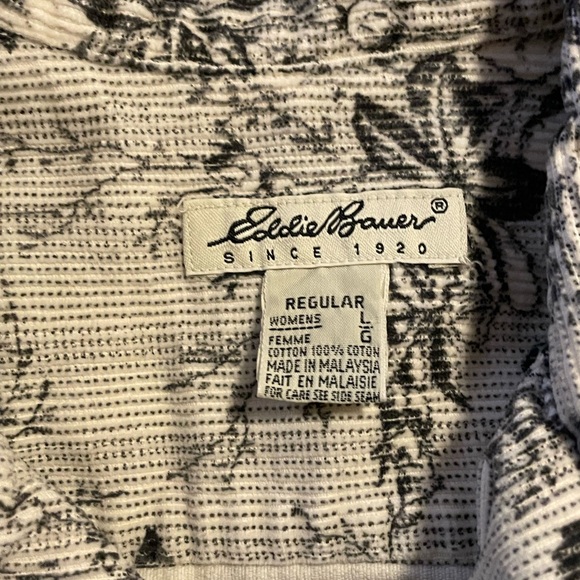 Eddie Bauer®
SINCE 1920
REGULAR
WOMENS L
FEMME G
COTTON 100% COTON
MADE IN MALAYSIA
FAIT EN MALAISIE
FOR CARE SEE SIDE SEAM